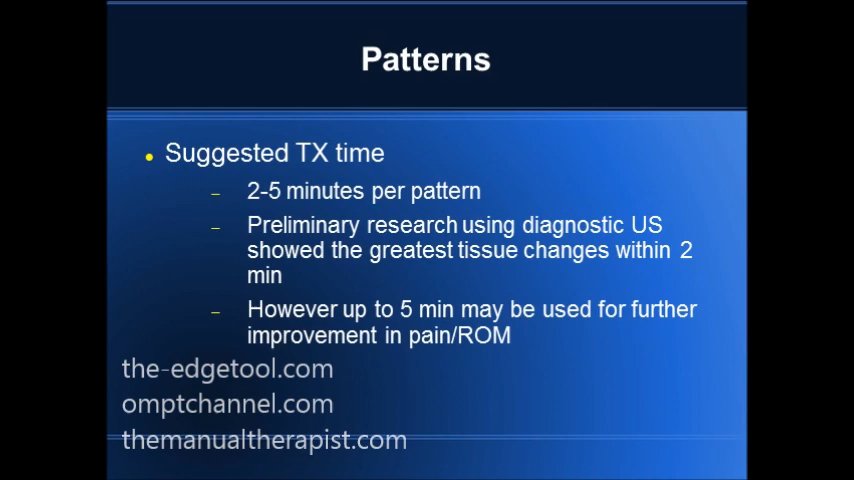 Patterns
Suggested TX time
2-5 minutes per pattern
Preliminary research using diagnostic US
showed the greatest tissue changes within 2
min
However up to 5 min may be used for further
improvement in pain/ROM
the-edgetool.com
omptchannel.com
themanualtherapist.com